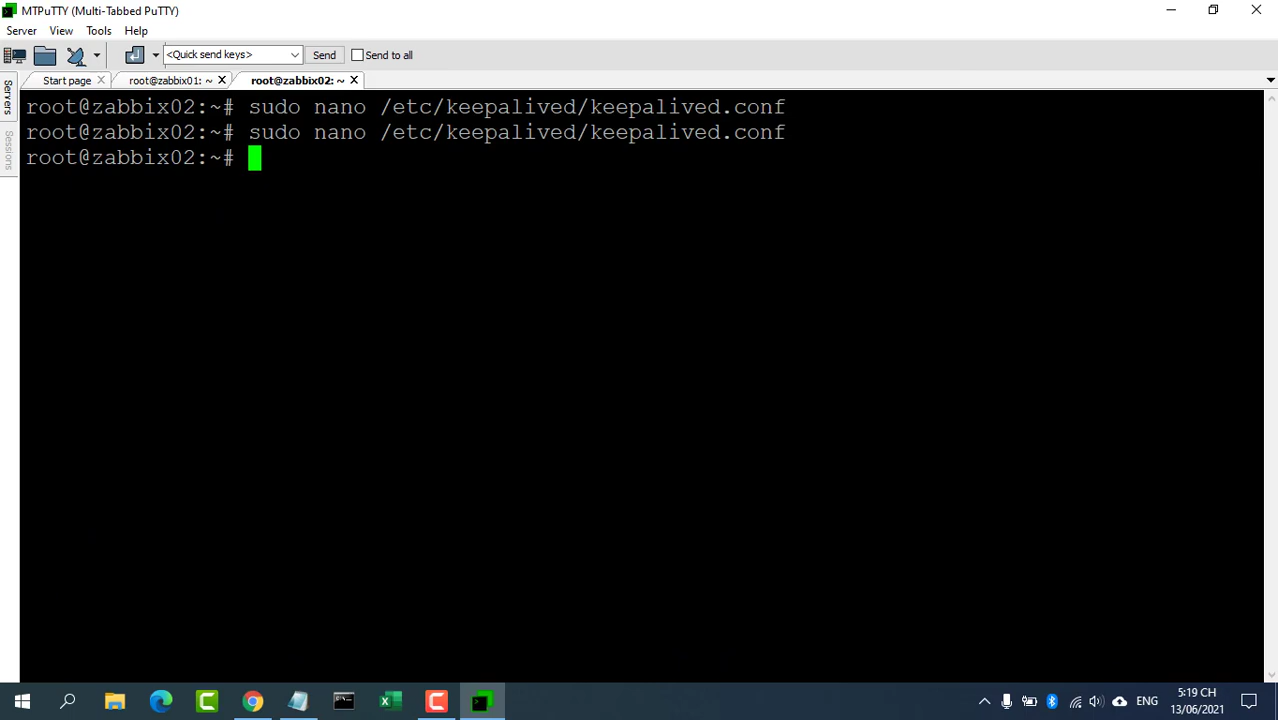 MTPuTTY (Multi-Tabbed PuTTY)
Server View Tools Help
<Quick send keys> Send Send to all
Start page root@zabbix01: ~ root@zabbix02: ~
Servers
Sessions
root@zabbix02:~# sudo nano /etc/keepalived/keepalived.conf
root@zabbix02:~# sudo nano /etc/keepalived/keepalived.conf
root@zabbix02:~#
ENG
5:19 CH
13/06/2021